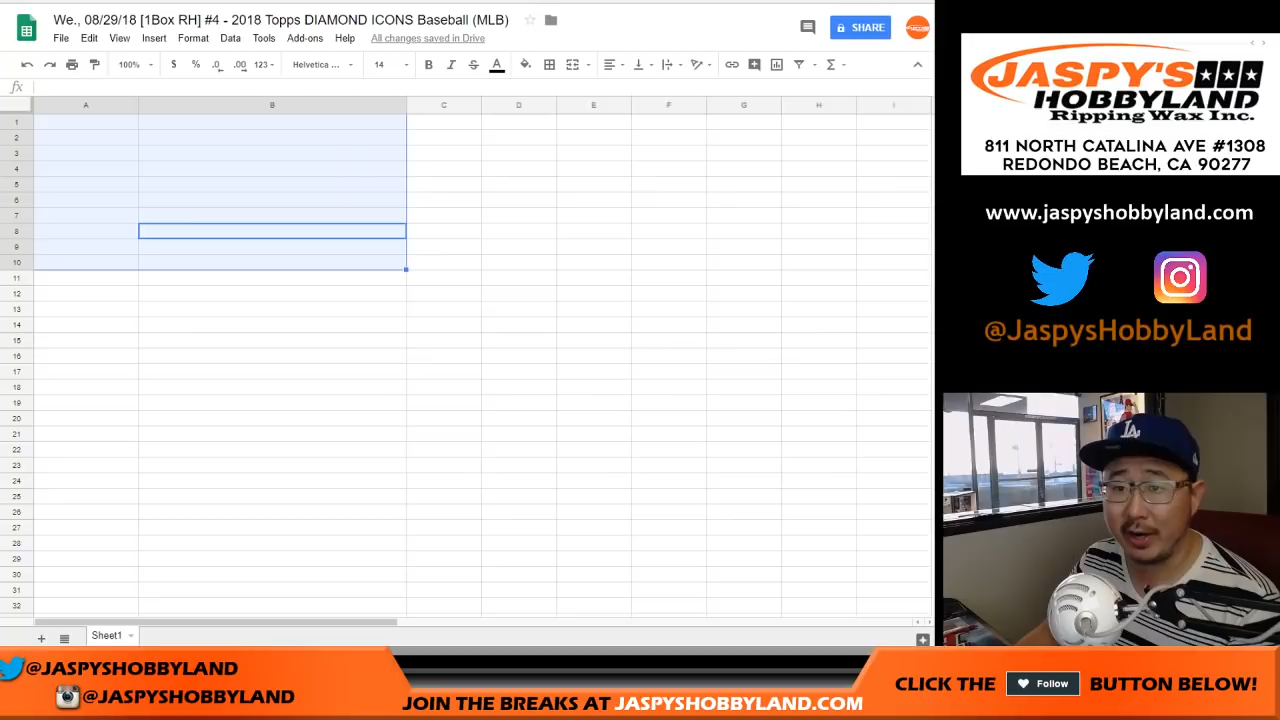 We., 08/29/18 [1Box RH] #4 - 2018 Topps DIAMOND ICONS Baseball (MLB)
File Edit View Insert Format Data Tools Add-ons Help All changes saved in Drive
SHARE
100% $ % .0 .00 123 Helvetica ... 14 B I S A Σ
fx
A B C D E F G H I
1
2
3
4
5
6
7
8
9
10
11
12
13
14
15
16
17
18
19
20
21
22
23
24
25
26
27
28
29
30
31
32
Sheet1
JASPY'S
HOBBYLAND
Ripping Wax Inc.
811 NORTH CATALINA AVE #1308
REDONDO BEACH, CA 90277
www.jaspyshobbyland.com
@JaspysHobbyLand
LA
@JASPYSHOBBYLAND
@JASPYSHOBBYLAND
JOIN THE BREAKS AT JASPYSHOBBYLAND.COM
CLICK THE Follow BUTTON BELOW!